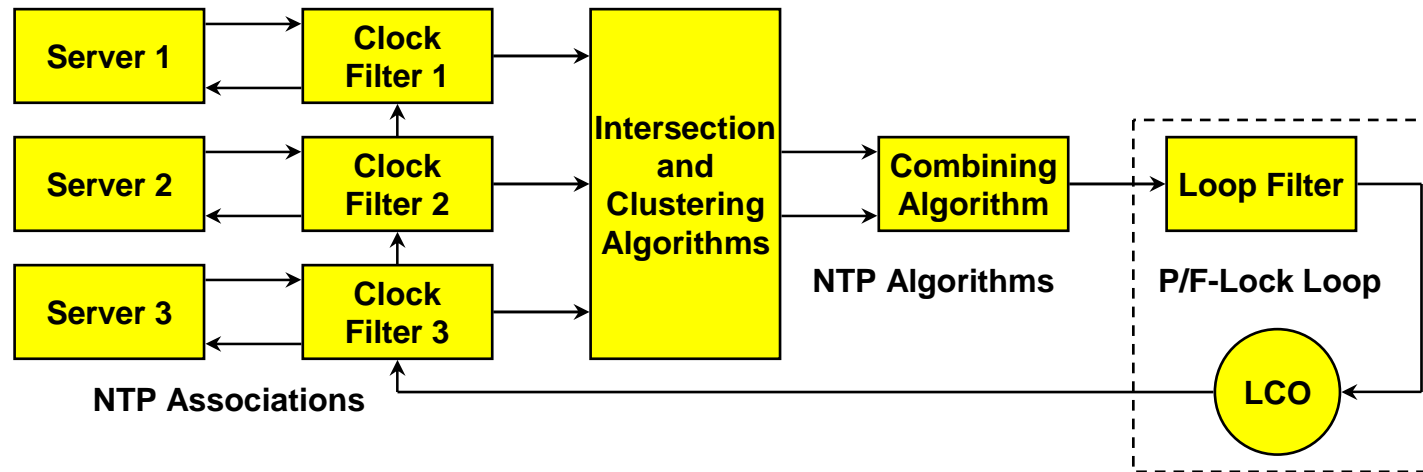 Server 1
Clock
Filter 1
Server 2
Clock
Filter 2
Server 3
Clock
Filter 3
Intersection
and
Clustering
Algorithms
Combining
Algorithm
Loop Filter
NTP Algorithms
P/F-Lock Loop
LCO
NTP Associations